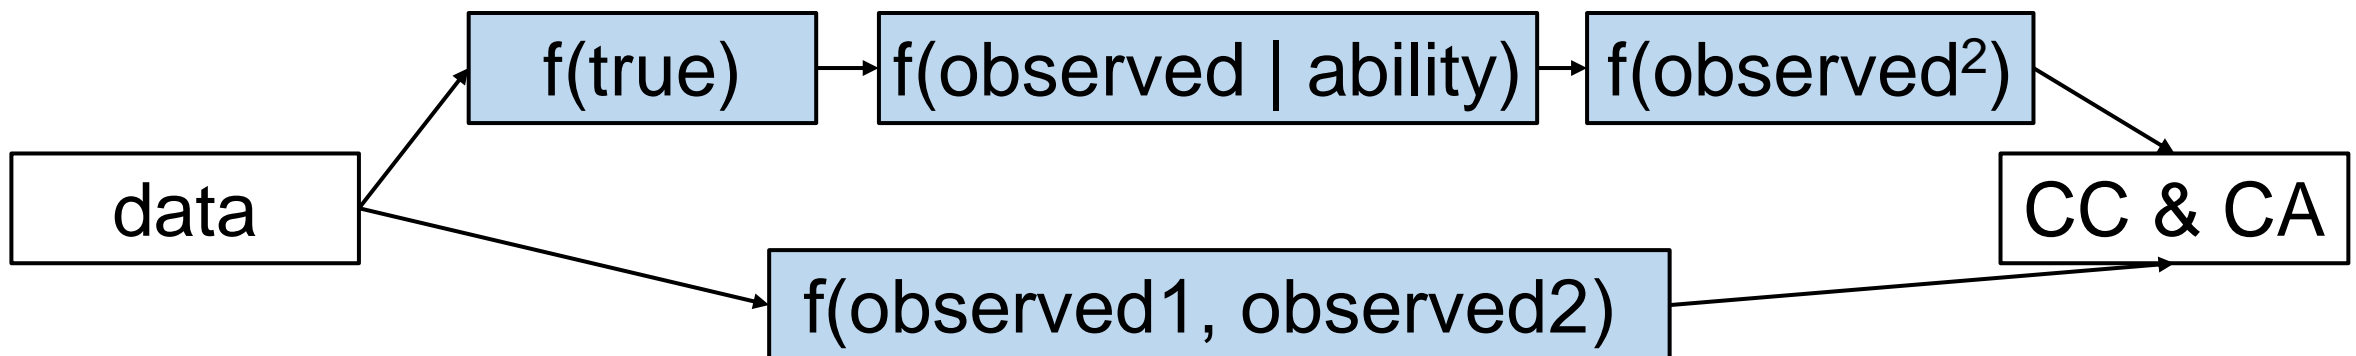 f(true)
f(observed | ability)
f(observed²)
data
CC & CA
f(observed1, observed2)